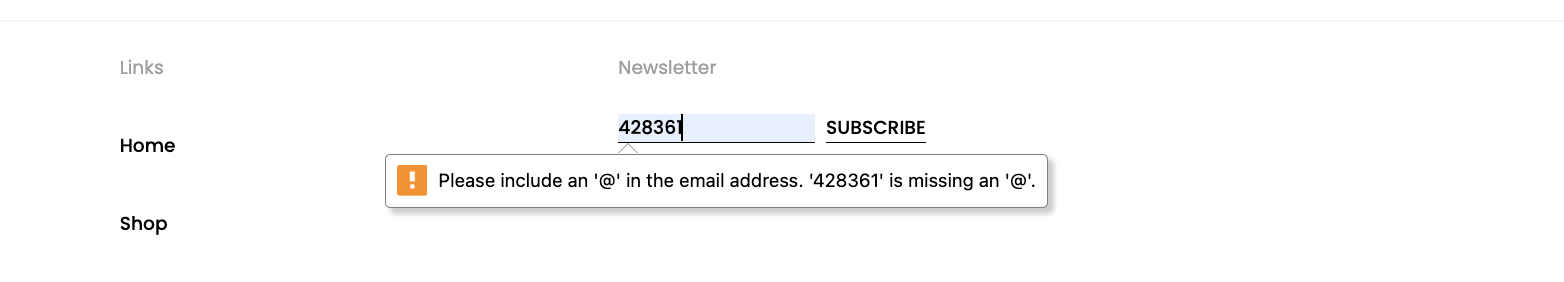 Links
Newsletter
428361
SUBSCRIBE
Home
Please include an '@' in the email address. '428361' is missing an '@'.
Shop